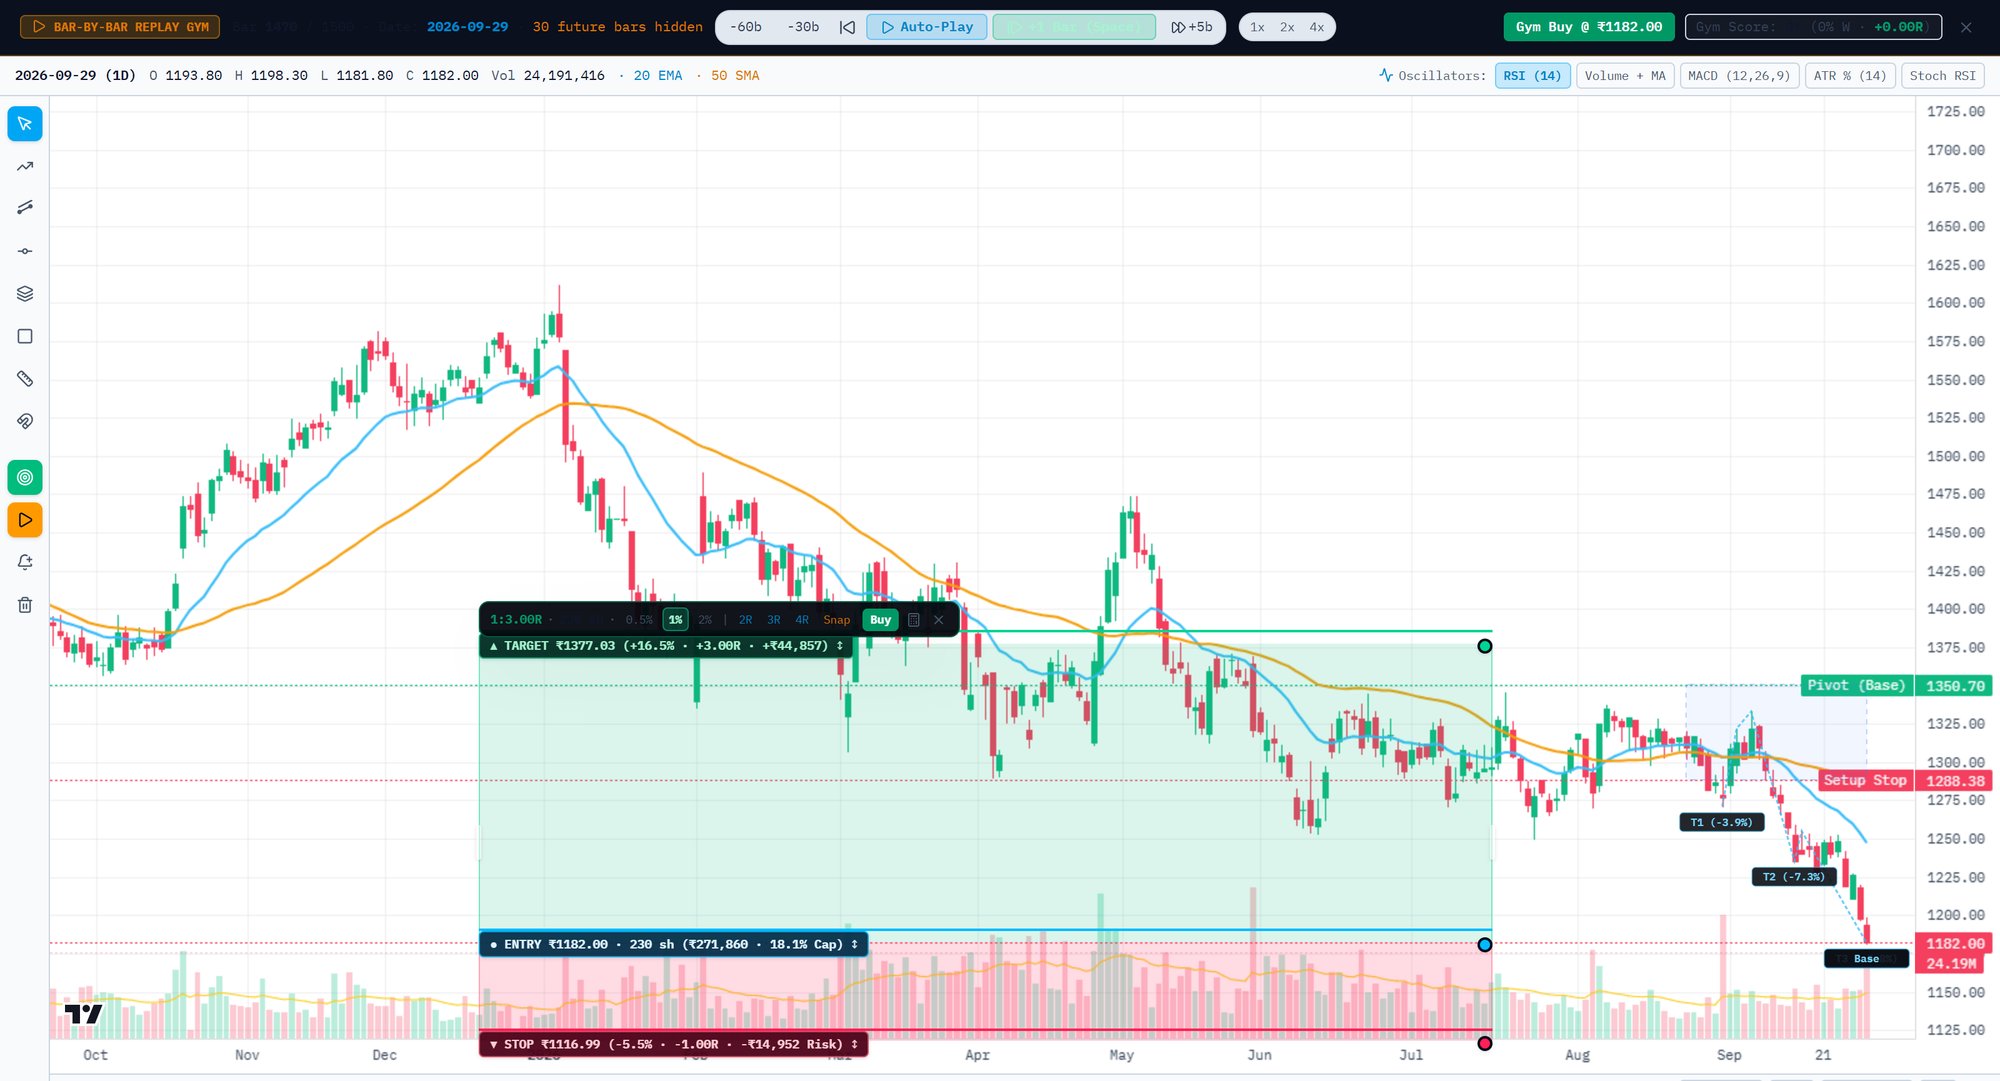 BAR-BY-BAR REPLAY GYM Bar 1470 / 1500 · Date: 2026-09-29 30 future bars hidden -60b -30b Auto-Play +1 Bar (Space) +5b 1x 2x 4x Gym Buy @ ₹1182.00 Gym Score: (0% W · +0.00R)
2026-09-29 (1D) O 1193.80 H 1198.30 L 1181.80 C 1182.00 Vol 24,191,416 · 20 EMA · 50 SMA Oscillators: RSI (14) Volume + MA MACD (12,26,9) ATR % (14) Stoch RSI
1725.00
1700.00
1675.00
1650.00
1625.00
1600.00
1575.00
1550.00
1525.00
1500.00
1475.00
1450.00
1425.00
1400.00
1:3.00R · · 0.5% 1% 2% | 2R 3R 4R Snap Buy
▲ TARGET ₹1377.03 (+16.5% · +3.00R · +₹44,857) ↕
1375.00
Pivot (Base) 1350.70
1325.00
1300.00
Setup Stop 1288.38
1275.00
T1 (-3.9%)
1250.00
T2 (-7.3%)
1225.00
1200.00
● ENTRY ₹1182.00 · 230 sh (₹271,860 · 18.1% Cap) ↕
1182.00
Base
24.19M
1150.00
1125.00
▼ STOP ₹1116.99 (-5.5% · -1.00R · -₹14,952 Risk) ↕
Oct Nov Dec Apr May Jun Jul Aug Sep 21